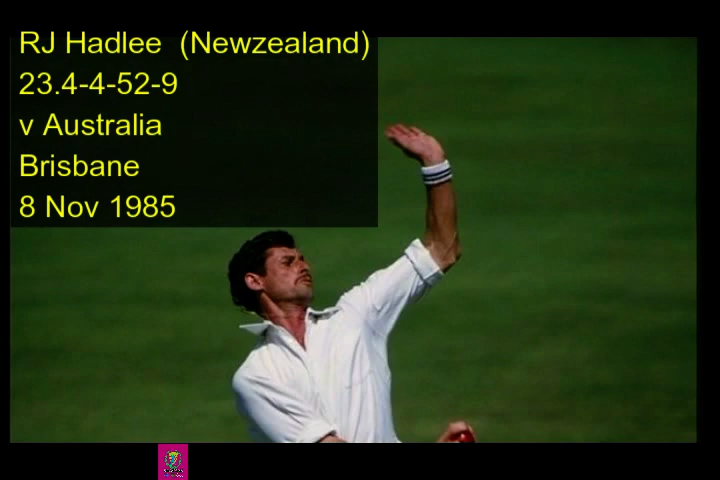 RJ Hadlee (Newzealand)
23.4-4-52-9
v Australia
Brisbane
8 Nov 1985